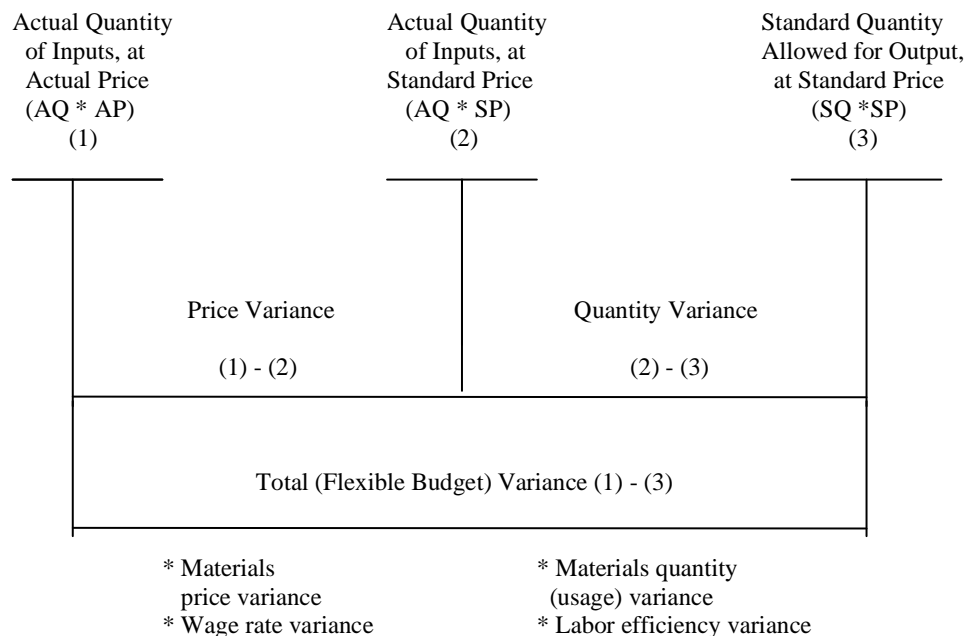 Actual Quantity
of Inputs, at
Actual Price
(AQ * AP)
(1)
Actual Quantity
of Inputs, at
Standard Price
(AQ * SP)
(2)
Standard Quantity
Allowed for Output,
at Standard Price
(SQ *SP)
(3)
Price Variance
(1) - (2)
Quantity Variance
(2) - (3)
Total (Flexible Budget) Variance (1) - (3)
* Materials
price variance
* Wage rate variance
* Materials quantity
(usage) variance
* Labor efficiency variance